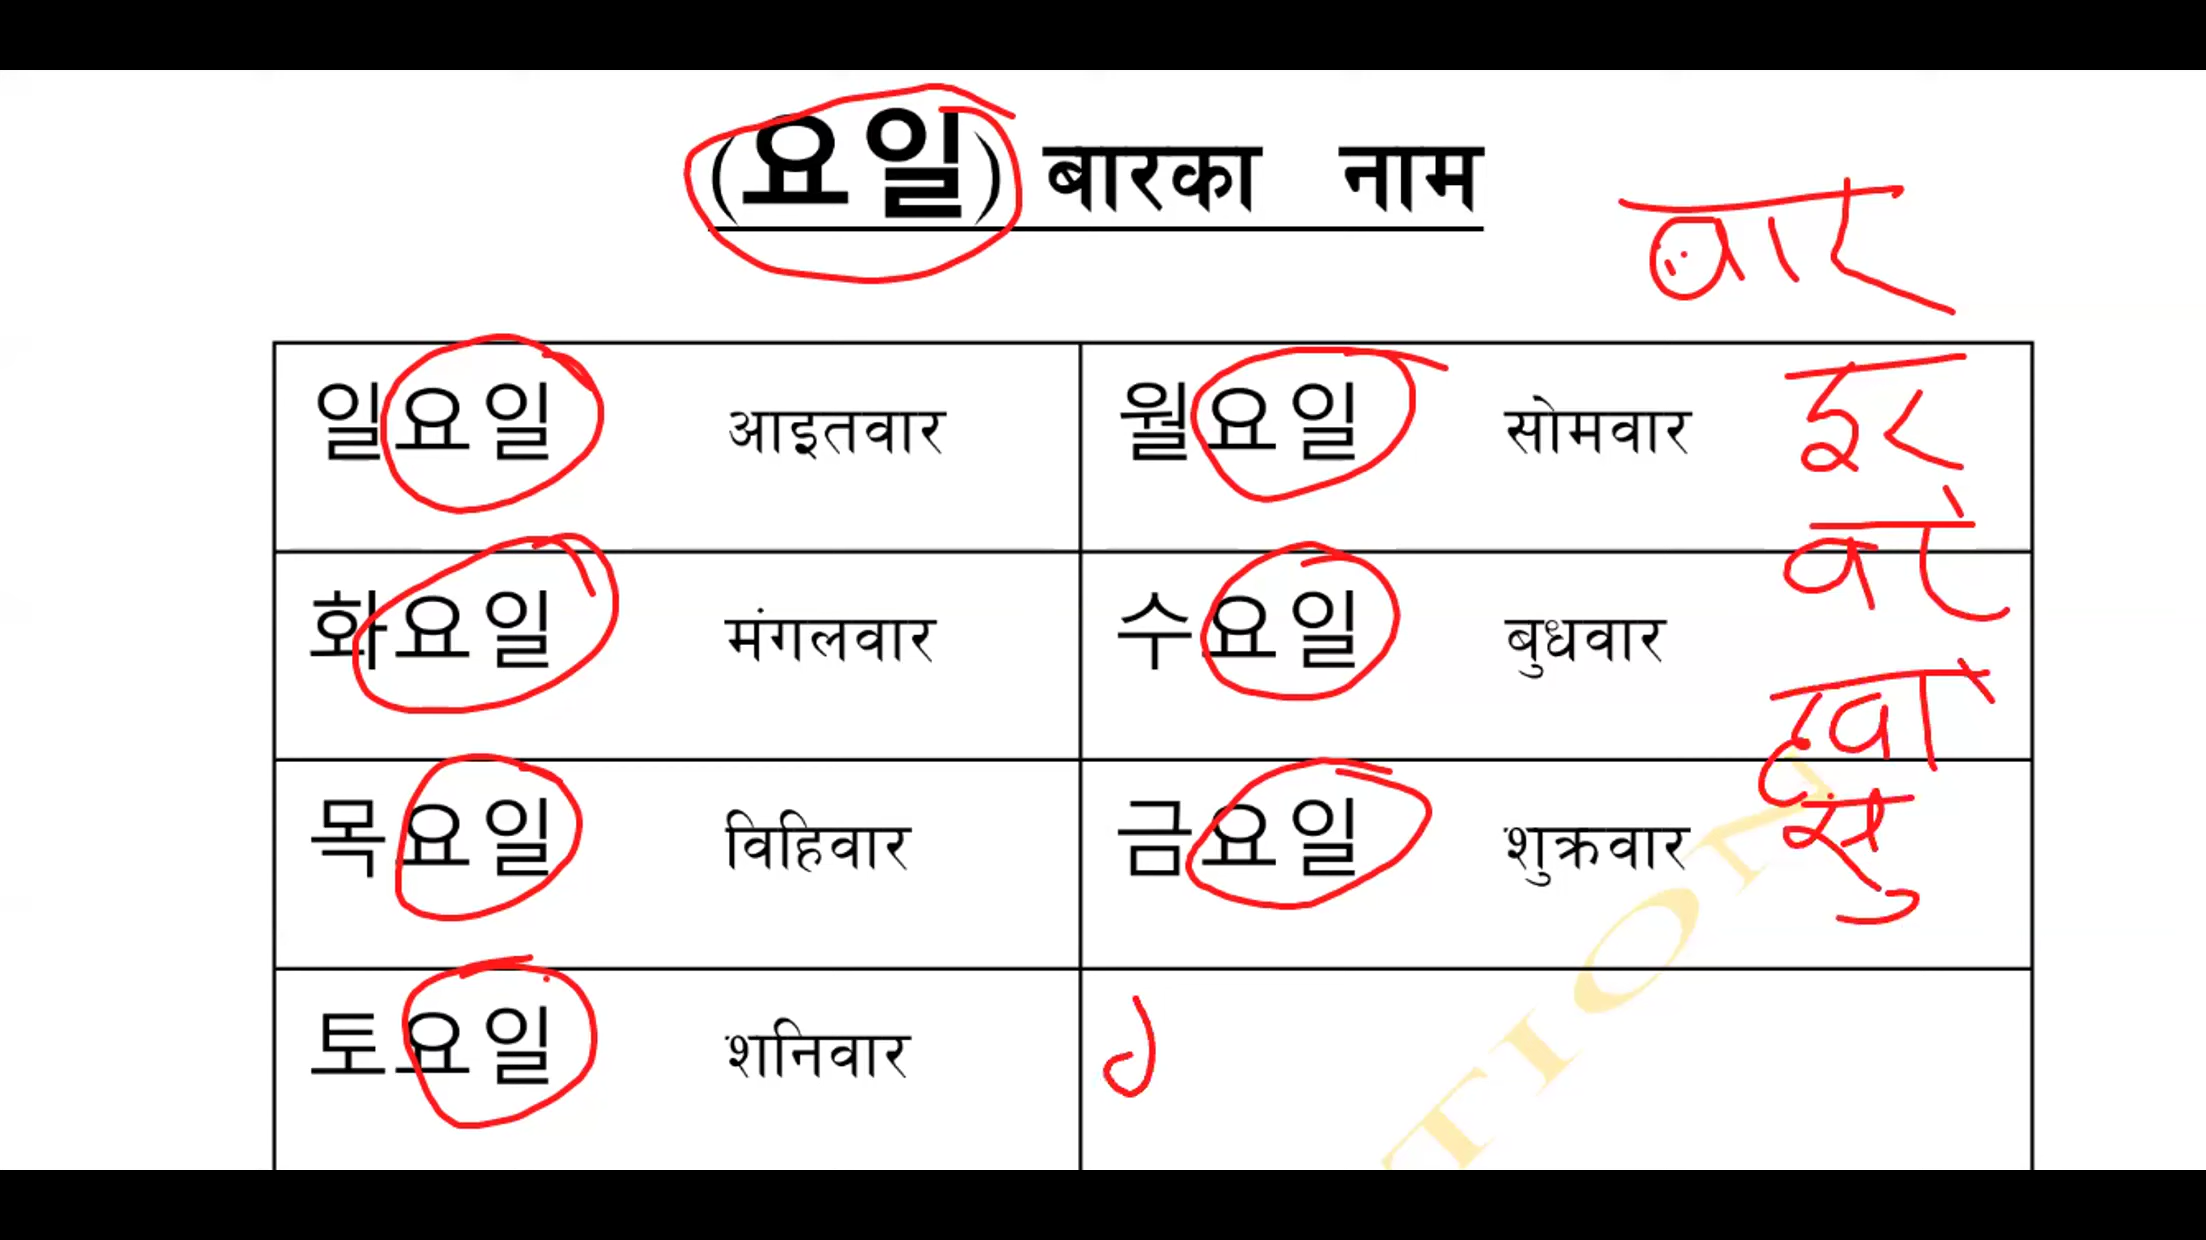 (요일) बारका नाम
बार
일요일 आइतवार 월요일 सोमवार
화요일 मंगलवार 수요일 बुधवार
목요일 विहिवार 금요일 शुक्रवार
토요일 शनिवार
TION